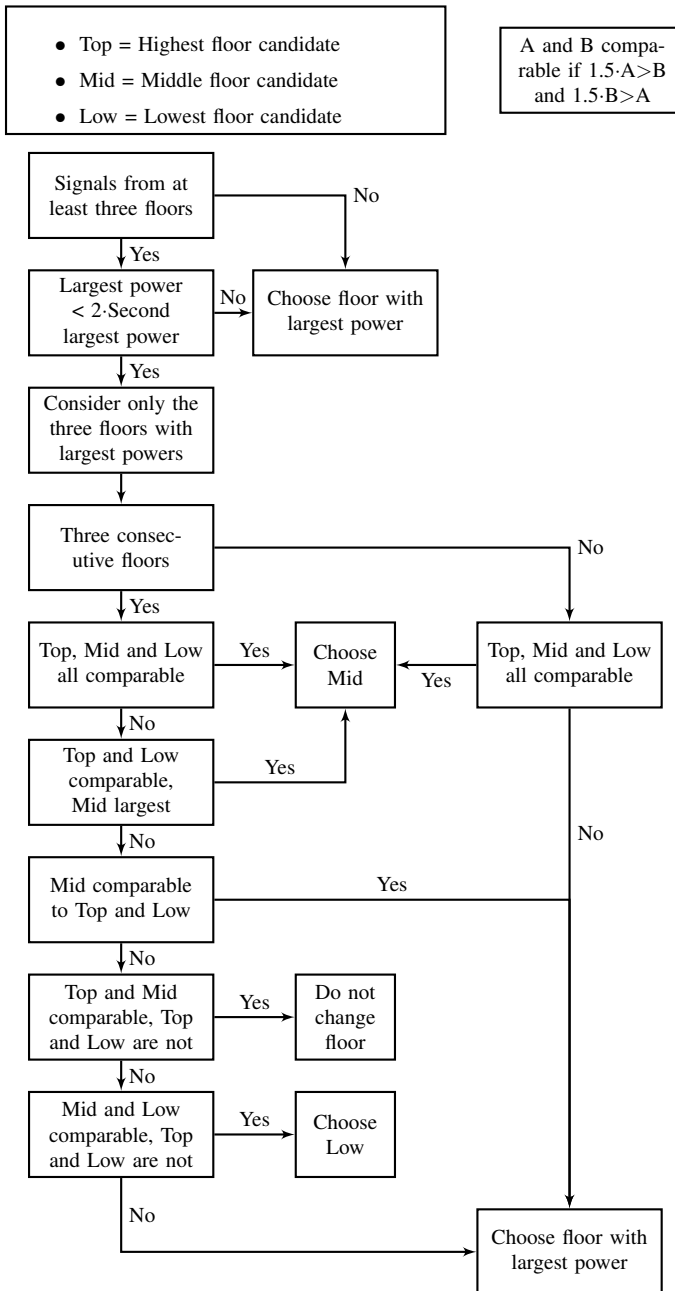 • Top = Highest floor candidate
• Mid = Middle floor candidate
• Low = Lowest floor candidate
A and B compa-
rable if 1.5·A>B
and 1.5·B>A
Signals from at
least three floors
No
Yes
Largest power
< 2·Second
largest power
No
Choose floor with
largest power
Yes
Consider only the
three floors with
largest powers
Three consec-
utive floors
No
Yes
Top, Mid and Low
all comparable
Yes
Choose
Mid
Yes
Top, Mid and Low
all comparable
No
Top and Low
comparable,
Mid largest
Yes
No
No
Mid comparable
to Top and Low
Yes
No
Top and Mid
comparable, Top
and Low are not
Yes
Do not
change
floor
No
Mid and Low
comparable, Top
and Low are not
Yes
Choose
Low
No
Choose floor with
largest power